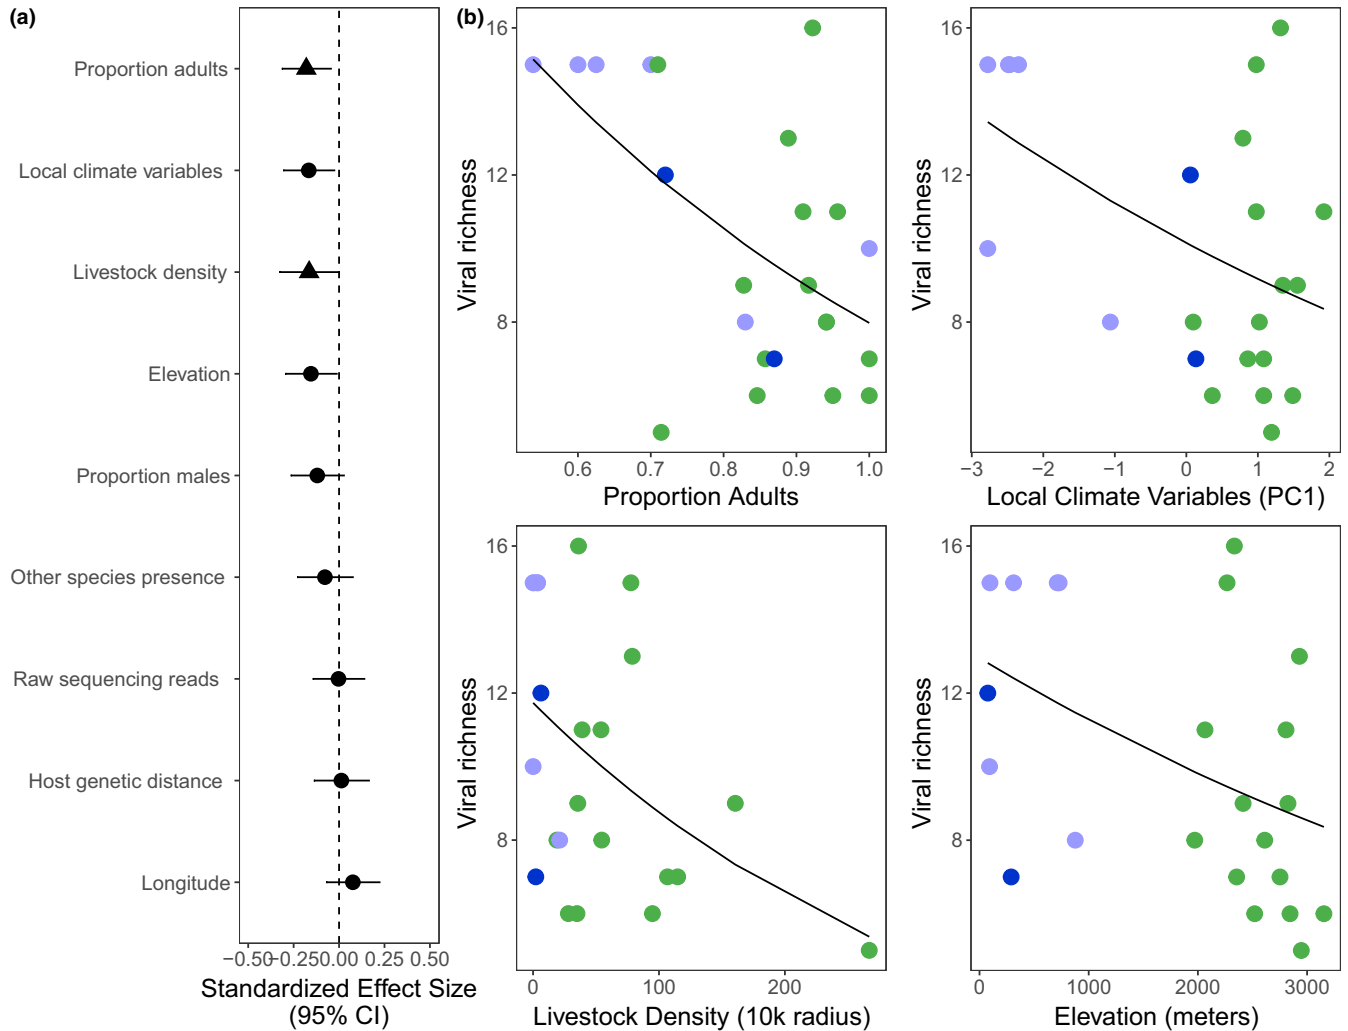 (a)
Proportion adults
Local climate variables
Livestock density
Elevation
Proportion males
Other species presence
Raw sequencing reads
Host genetic distance
Longitude
−0.50 −0.25 0.00 0.25 0.50
Standardized Effect Size
(95% CI)
(b)
16
12
8
Viral richness
0.6 0.7 0.8 0.9 1.0
Proportion Adults
16
12
8
Viral richness
−3 −2 −1 0 1 2
Local Climate Variables (PC1)
16
12
8
Viral richness
0 100 200
Livestock Density (10k radius)
16
12
8
Viral richness
0 1000 2000 3000
Elevation (meters)